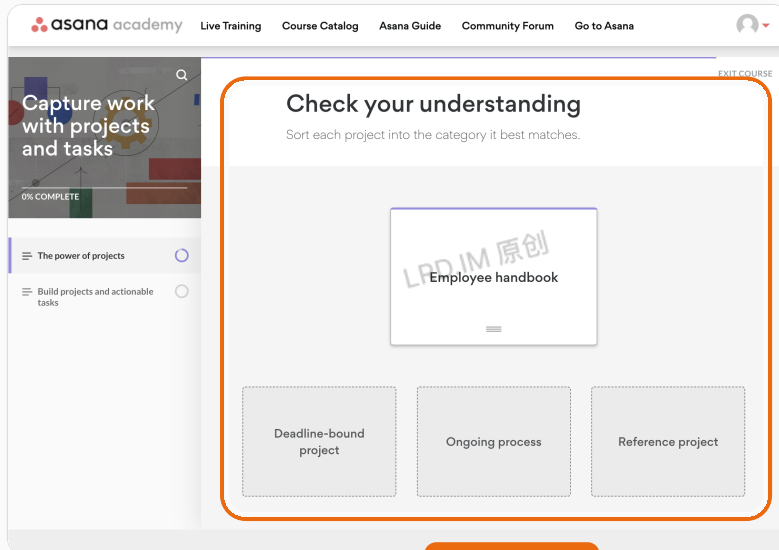 asana academy Live Training Course Catalog Asana Guide Community Forum Go to Asana
EXIT COURSE
Capture work
with projects
and tasks
0% COMPLETE
The power of projects
Build projects and actionable
tasks
Check your understanding
Sort each project into the category it best matches.
LPD.IM 原创
Employee handbook
Deadline-bound
project
Ongoing process
Reference project